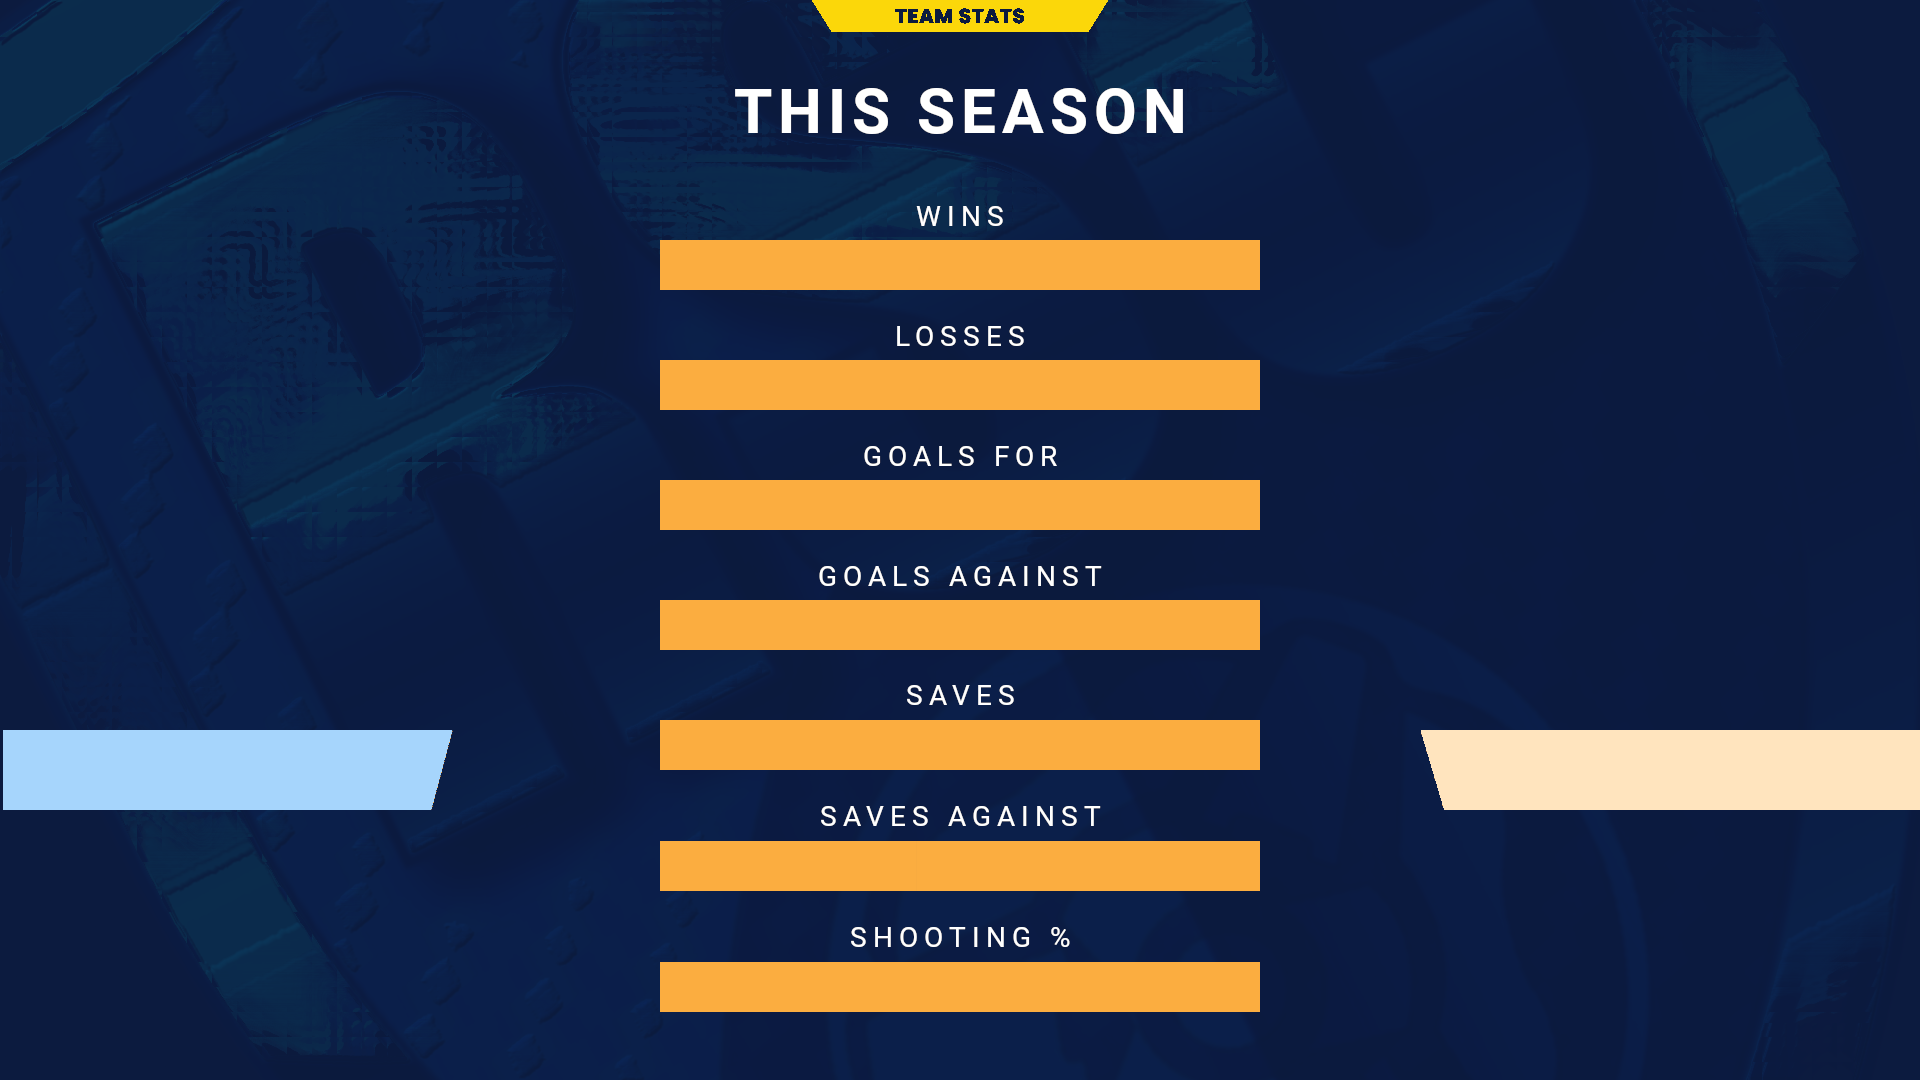 TEAM STATS
THIS SEASON
WINS
LOSSES
GOALS FOR
GOALS AGAINST
SAVES
SAVES AGAINST
SHOOTING %